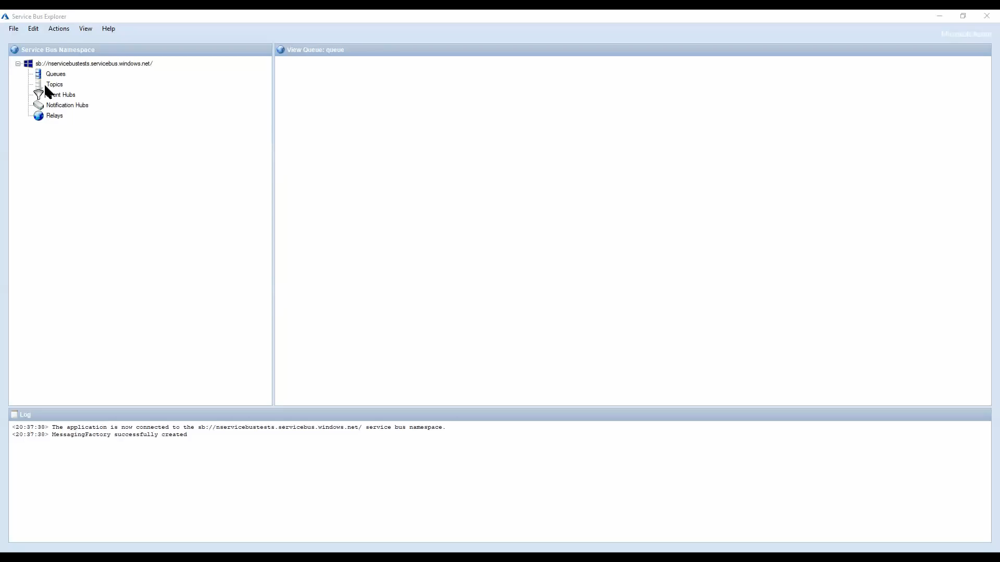 Service Bus Explorer
File Edit Actions View Help
Microsoft Azure
Service Bus Namespace
View Queue: queue
sb://nservicebustests.servicebus.windows.net/
Queues
Topics
ent Hubs
Notification Hubs
Relays
Log
<20:37:38> The application is now connected to the sb://nservicebustests.servicebus.windows.net/ service bus namespace.
<20:37:38> MessagingFactory successfully created